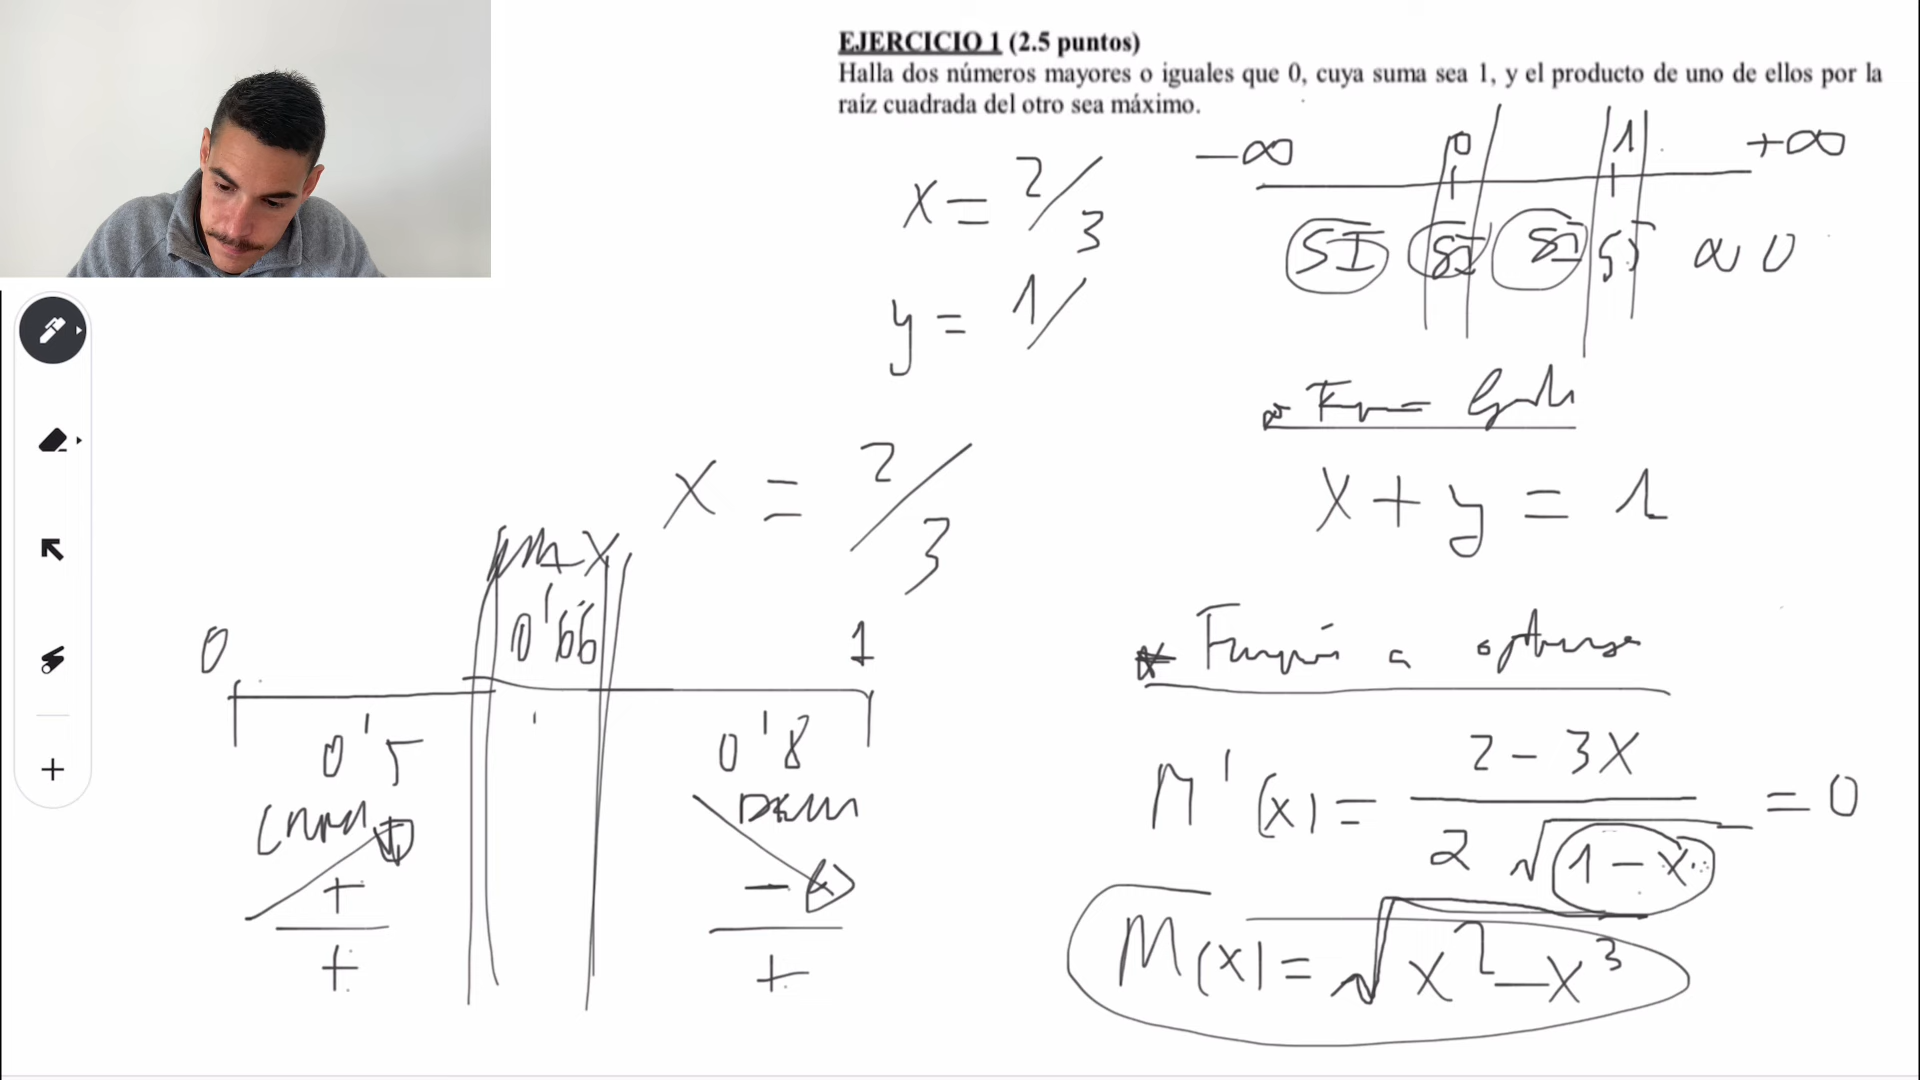 EJERCICIO 1 (2.5 puntos)
Halla dos números mayores o iguales que 0, cuya suma sea 1, y el producto de uno de ellos por la
raíz cuadrada del otro sea máximo.
-∞ 0 1 +∞
SI SI SI SI NO
x = 2/3
y = 1/
x + y = 1
x = 2/3
MAX
0 0'66 1
0'5 0'8
+ -
+ +
Función a optimizar
M'(x) = (2 - 3x)/(2√(1 - x)) = 0
M(x) = √(x² - x³)